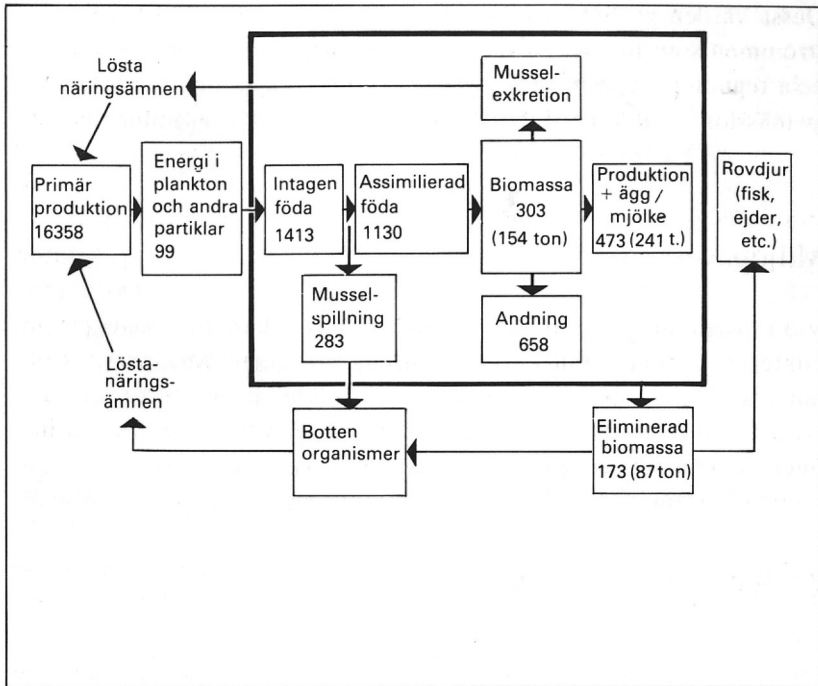 Lösta
näringsämnen
Primär
produktion
16358
Energi i
plankton
och andra
partiklar
99
Intagen
föda
1413
Assimilierad
föda
1130
Mussel-
exkretion
Biomassa
303
(154 ton)
Produktion
+ ägg /
mjölke
473 (241 t.)
Rovdjur
(fisk,
ejder,
etc.)
Mussel-
spillning
283
Andning
658
Lösta-
närings-
ämnen
Botten
organismer
Eliminerad
biomassa
173 (87 ton)